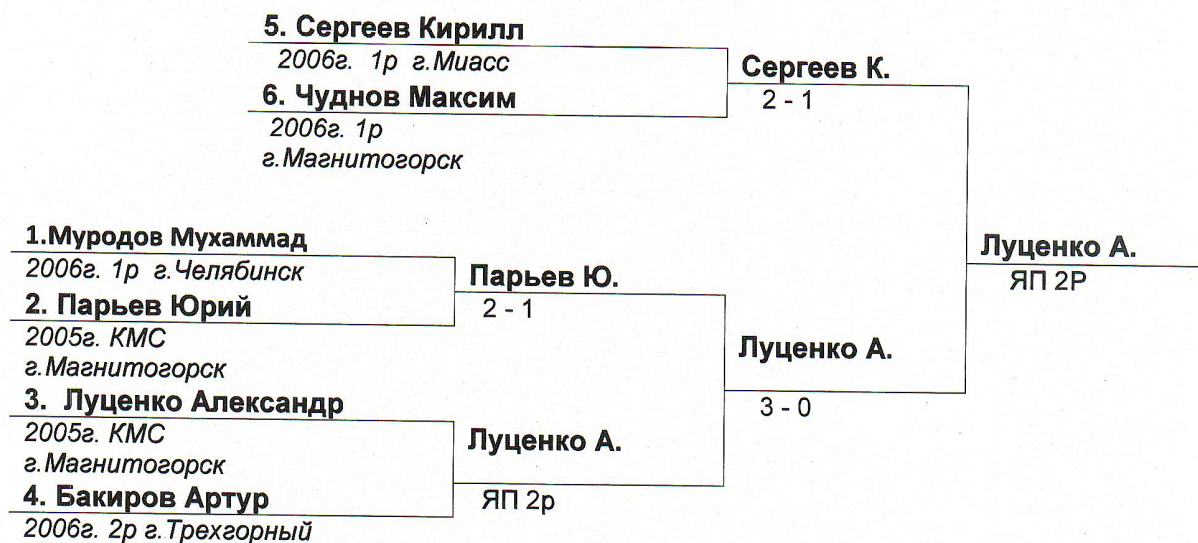 5. Сергеев Кирилл
2006г. 1р г.Миасс
6. Чуднов Максим
2006г. 1р
г.Магнитогорск
Сергеев К.
2 - 1
1.Муродов Мухаммад
2006г. 1р г.Челябинск
2. Парьев Юрий
2005г. КМС
г.Магнитогорск
Парьев Ю.
2 - 1
3. Луценко Александр
2005г. КМС
г.Магнитогорск
4. Бакиров Артур
2006г. 2р г.Трехгорный
Луценко А.
ЯП 2р
Луценко А.
3 - 0
Луценко А.
ЯП 2Р